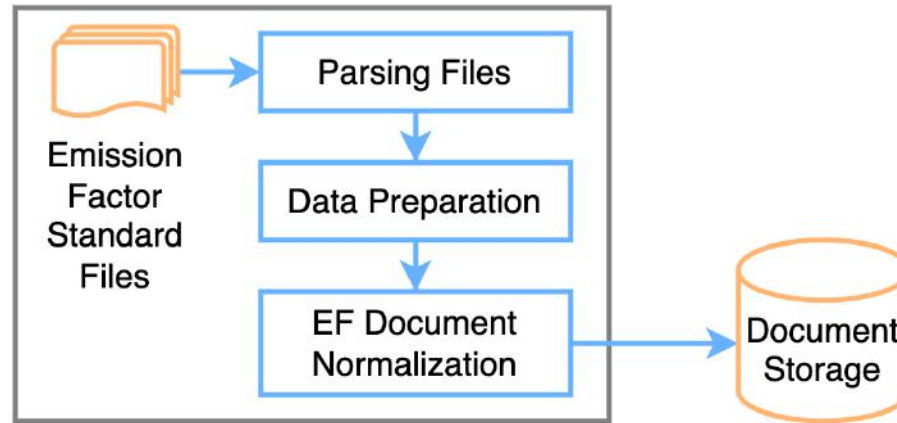 Emission
Factor
Standard
Files
Parsing Files
Data Preparation
EF Document
Normalization
Document
Storage